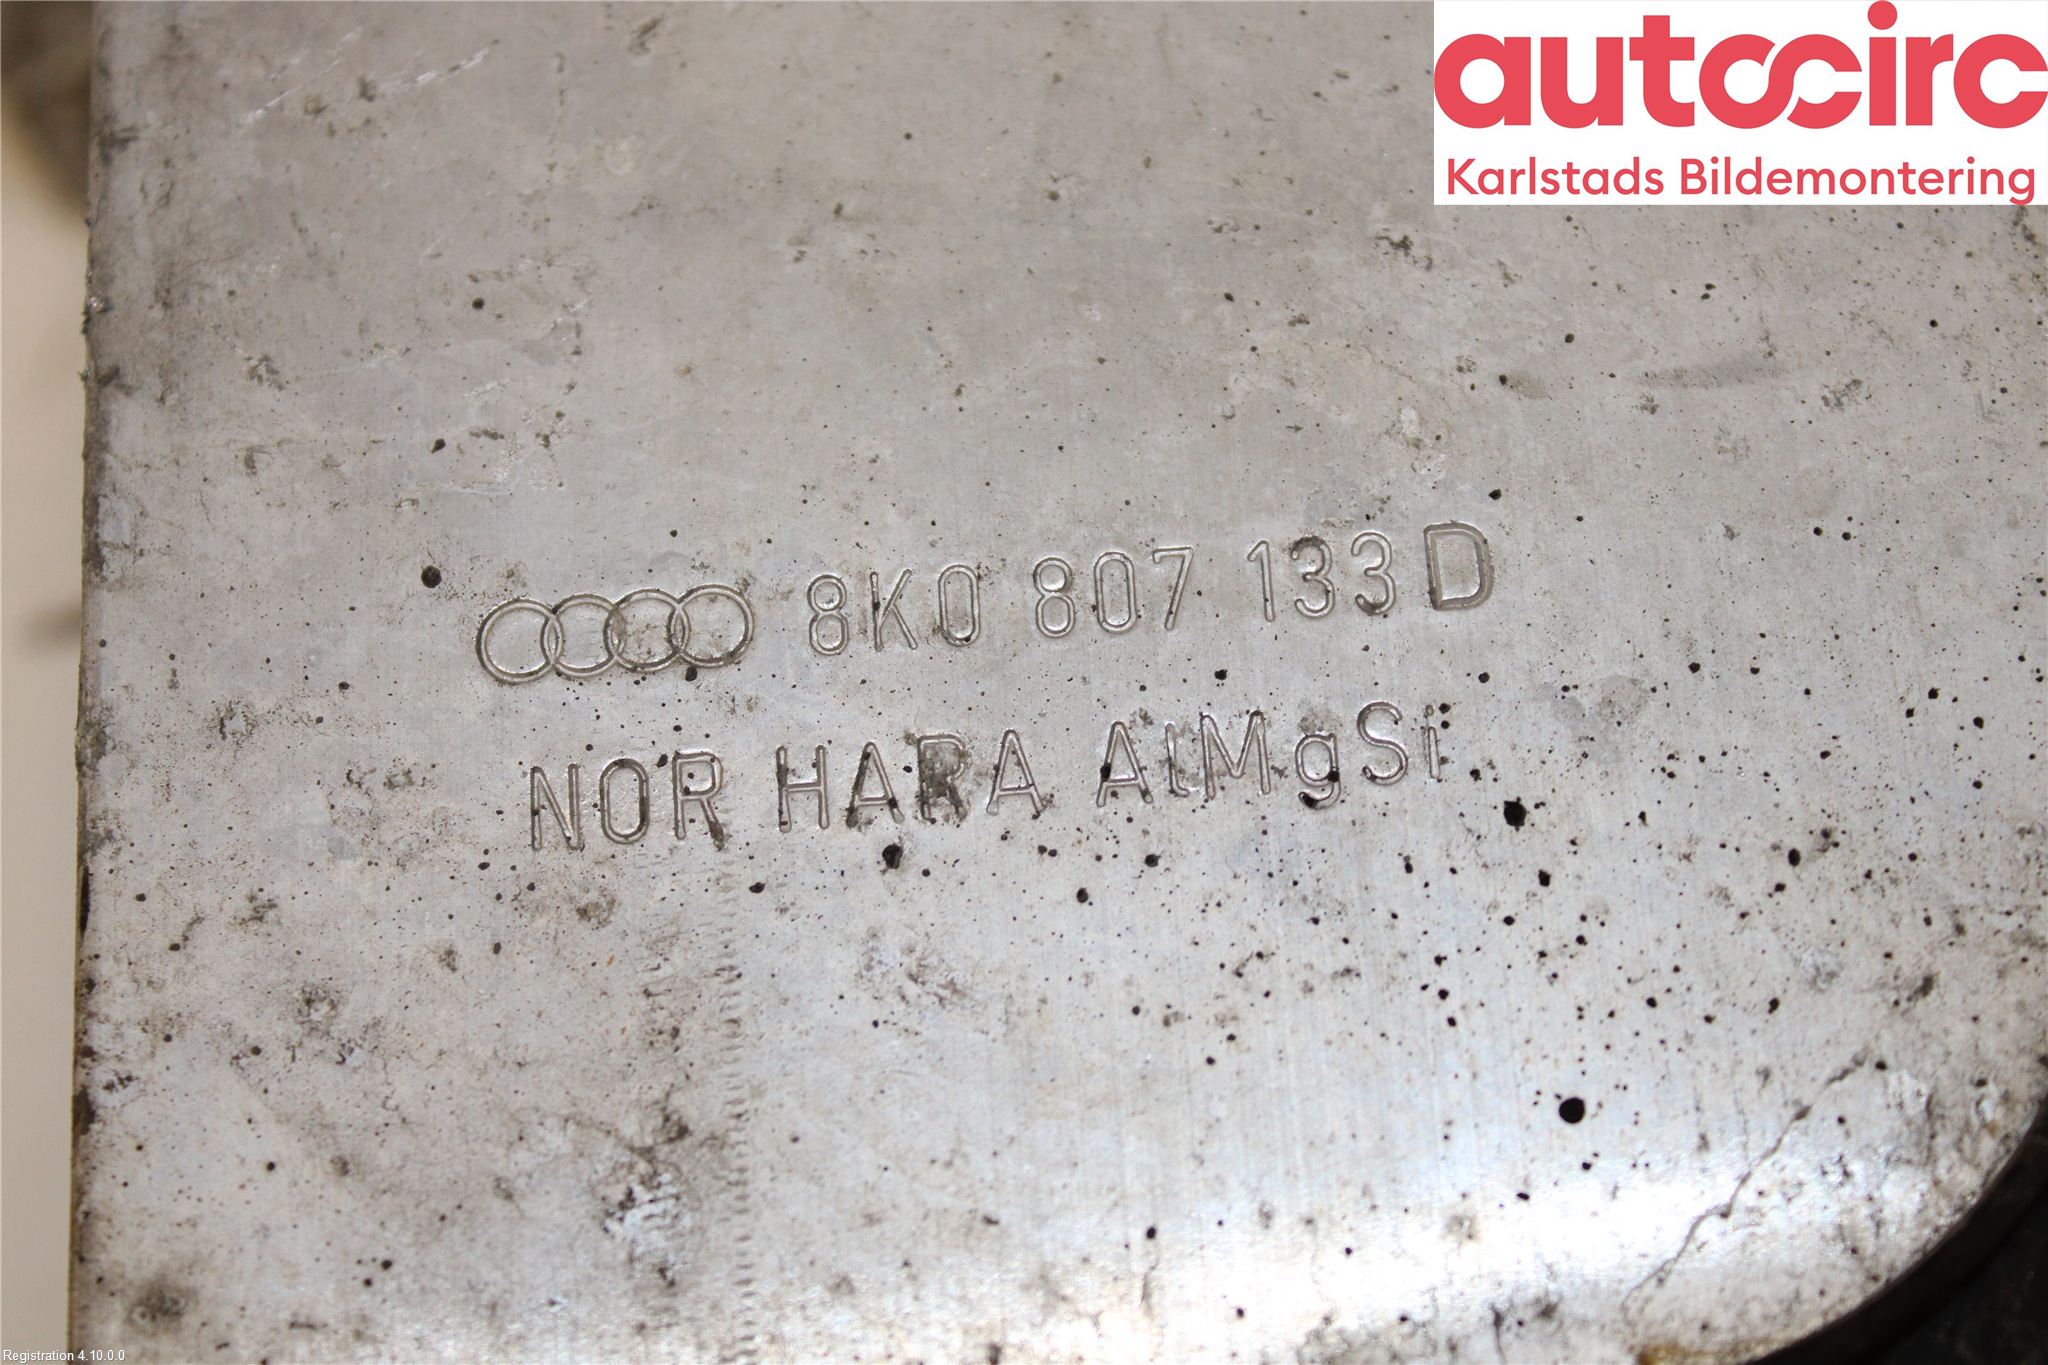 autocirc
Karlstads Bildemontering
8K0 807 133 D
NOR HARA AlMgSi
Registration 4.10.0.0